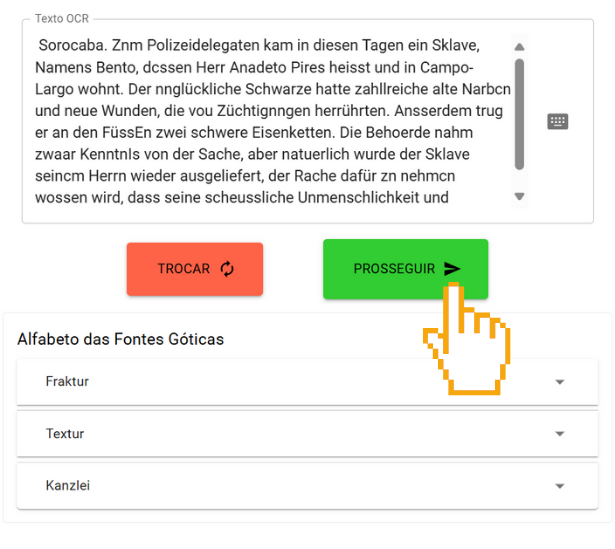 Texto OCR
Sorocaba. Znm Polizeidelegaten kam in diesen Tagen ein Sklave,
Namens Bento, dcssen Herr Anadeto Pires heisst und in Campo-
Largo wohnt. Der nnglückliche Schwarze hatte zahllreiche alte Narbcn
und neue Wunden, die vou Züchtignngen herrührten. Ansserdem trug
er an den FüssEn zwei schwere Eisenketten. Die Behoerde nahm
zwaar KenntnIs von der Sache, aber natuerlich wurde der Sklave
seincm Herrn wieder ausgeliefert, der Rache dafür zn nehmcn
wossen wird, dass seine scheussliche Unmenschlichkeit und
TROCAR
PROSSEGUIR
Alfabeto das Fontes Góticas
Fraktur
Textur
Kanzlei